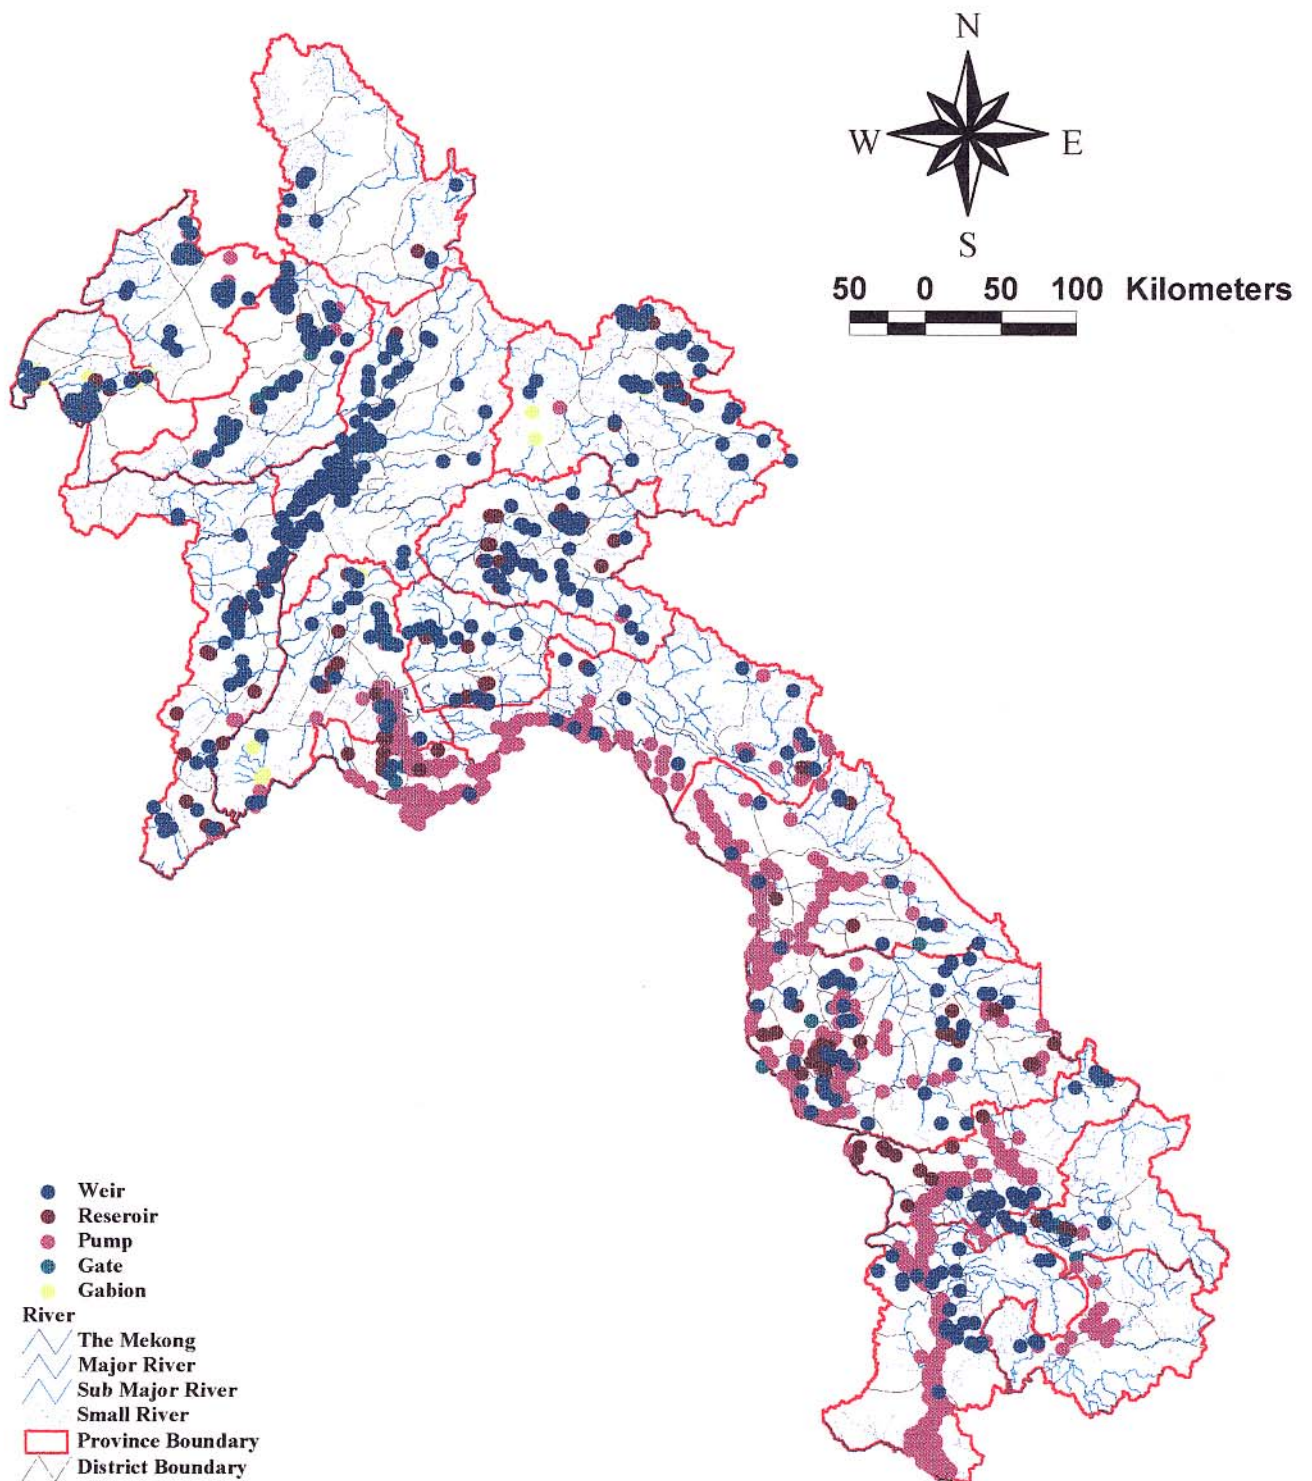 N
W E
S
50 0 50 100 Kilometers
Weir
Reseroir
Pump
Gate
Gabion
River
The Mekong
Major River
Sub Major River
Small River
Province Boundary
District Boundary